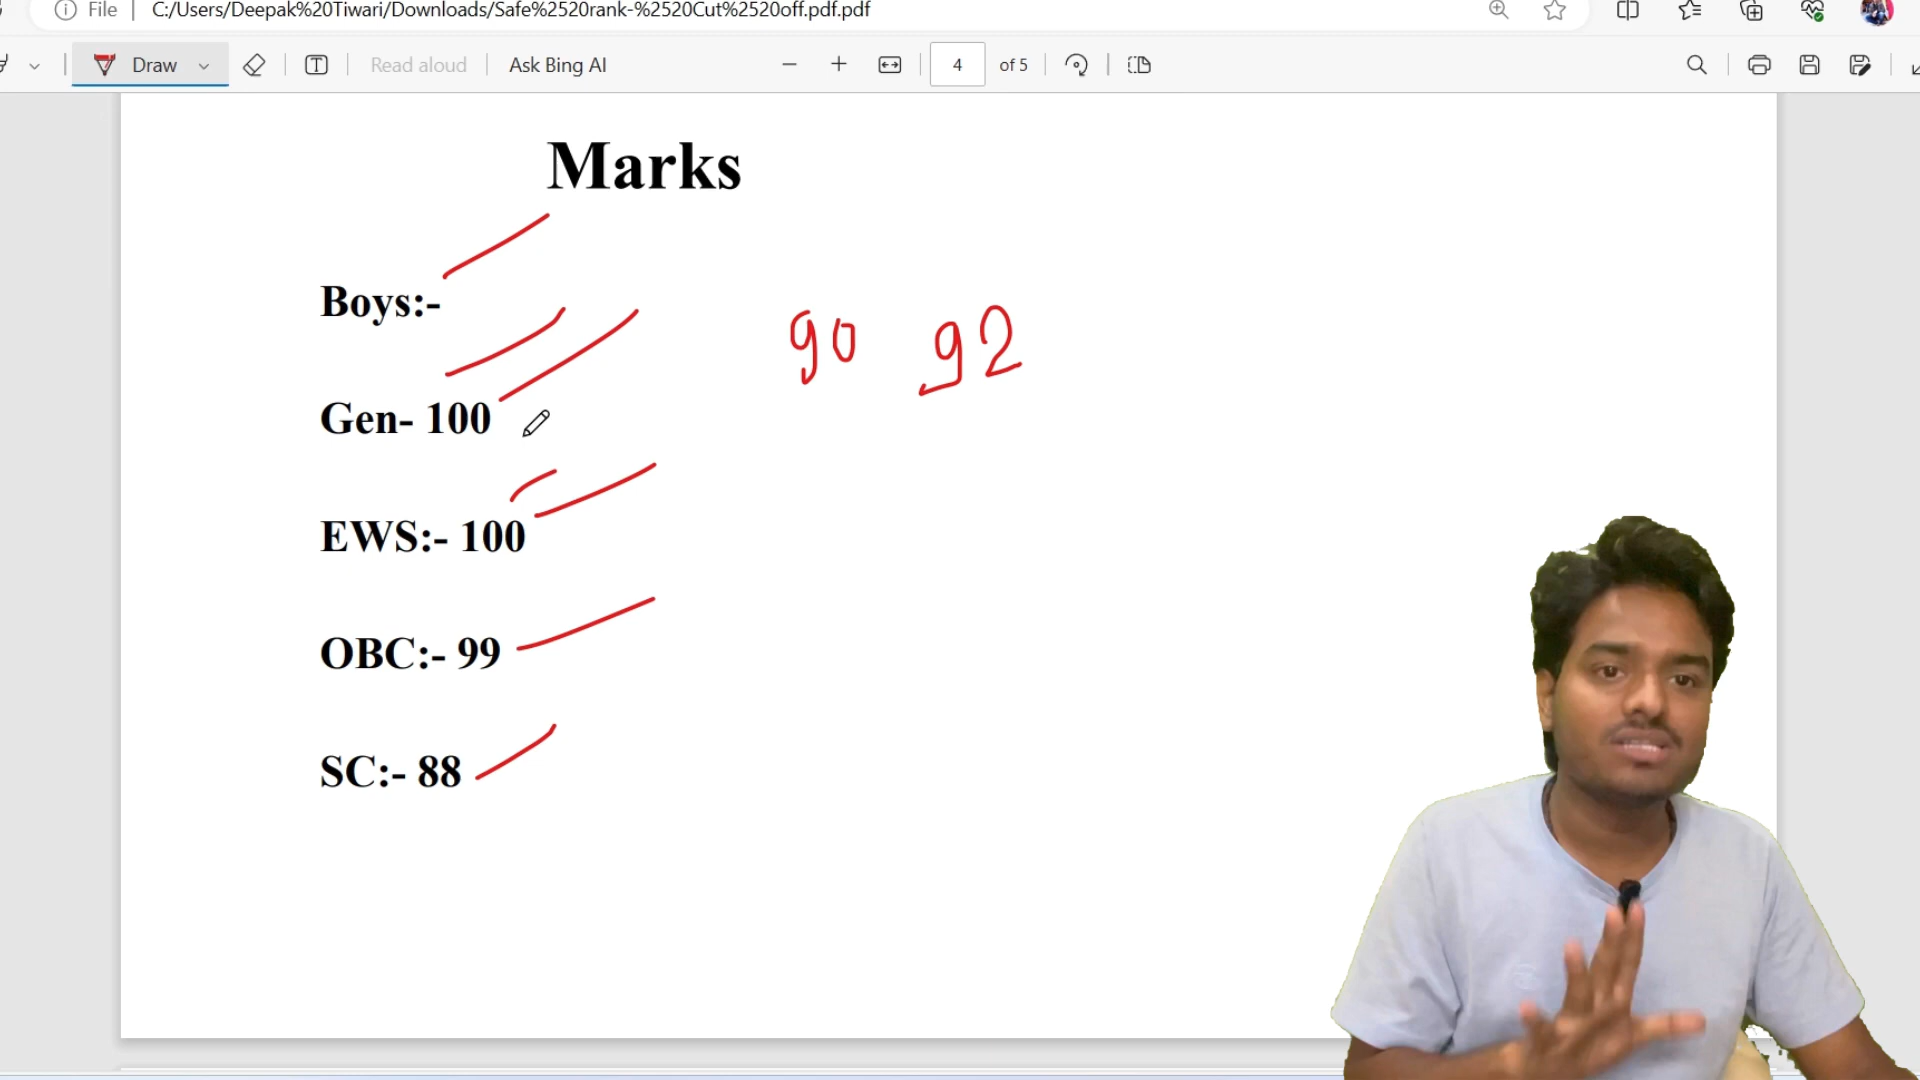 File C:/Users/Deepak%20Tiwari/Downloads/Safe%2520rank-%2520Cut%2520off.pdf.pdf
Draw Read aloud Ask Bing AI 4 of 5
Marks
Boys:-
90 92
Gen- 100
EWS:- 100
OBC:- 99
SC:- 88